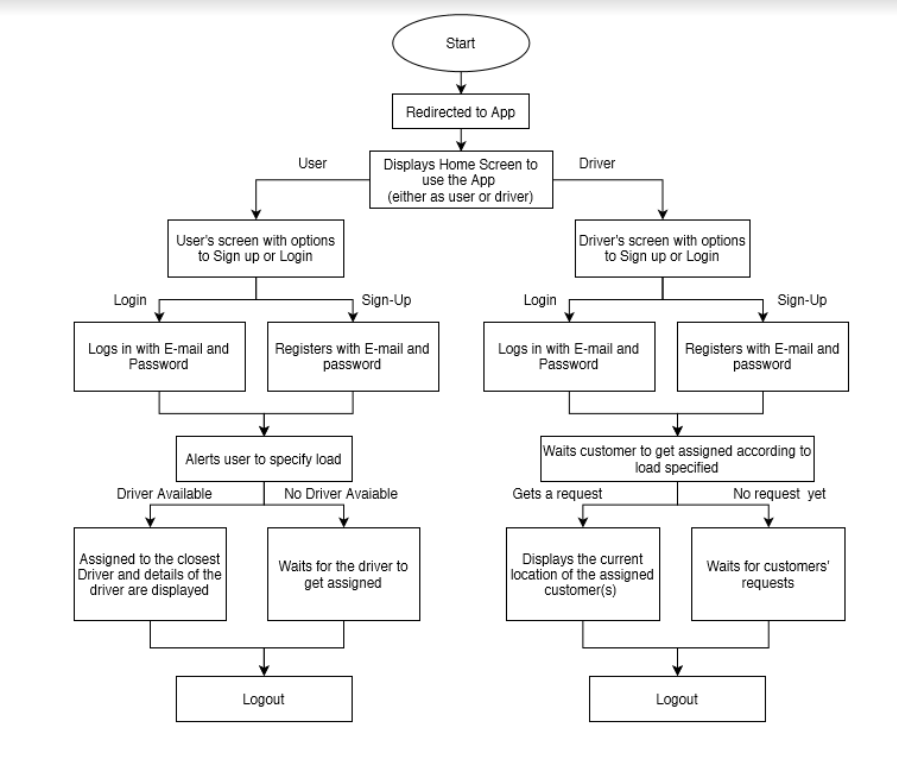 Start
Redirected to App
User
Displays Home Screen to
use the App
(either as user or driver)
Driver
User's screen with options
to Sign up or Login
Driver's screen with options
to Sign up or Login
Login
Sign-Up
Login
Sign-Up
Logs in with E-mail and
Password
Registers with E-mail and
password
Logs in with E-mail and
Password
Registers with E-mail and
password
Alerts user to specify load
Waits customer to get assigned according to
load specified
Driver Available
No Driver Avaiable
Gets a request
No request yet
Assigned to the closest
Driver and details of the
driver are displayed
Waits for the driver to
get assigned
Displays the current
location of the assigned
customer(s)
Waits for customers'
requests
Logout
Logout